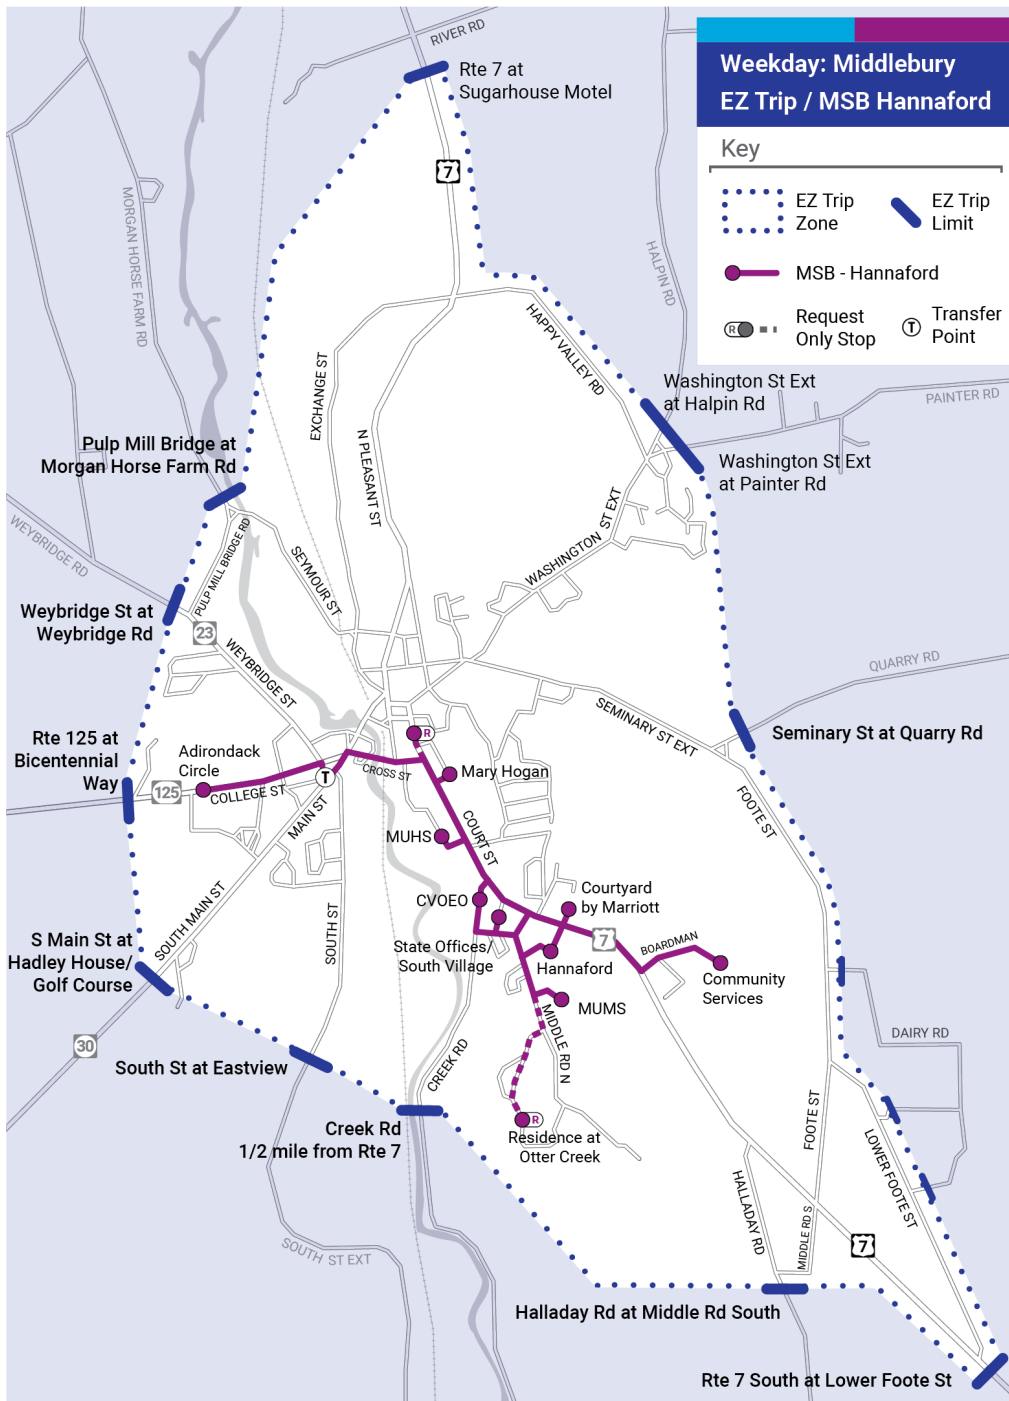 RIVER RD
Rte 7 at
Sugarhouse Motel
Weekday: Middlebury
EZ Trip / MSB Hannaford
Key
EZ Trip
Zone
EZ Trip
Limit
MSB - Hannaford
R
Request
Only Stop
T
Transfer
Point
7
MORGAN HORSE FARM RD
HALPIN RD
HAPPY VALLEY RD
EXCHANGE ST
N PLEASANT ST
Washington St Ext
at Halpin Rd
PAINTER RD
Washington St Ext
at Painter Rd
Pulp Mill Bridge at
Morgan Horse Farm Rd
WEYBRIDGE RD
PULP MILL BRIDGE RD
SEYMOUR ST
WASHINGTON ST EXT
Weybridge St at
Weybridge Rd
23
WEYBRIDGE ST
QUARRY RD
SEMINARY ST EXT
Seminary St at Quarry Rd
Rte 125 at
Bicentennial
Way
Adirondack
Circle
125
COLLEGE ST
T
MAIN ST
CROSS ST
R
Mary Hogan
MUHS
COURT ST
FOOTE ST
CVOEO
Courtyard
by Marriott
State Offices/
South Village
Hannaford
7
BOARDMAN
Community
Services
MUMS
SOUTH MAIN ST
SOUTH ST
S Main St at
Hadley House/
Golf Course
30
South St at Eastview
CREEK RD
MIDDLE RD N
DAIRY RD
Creek Rd
1/2 mile from Rte 7
R
Residence at
Otter Creek
FOOTE ST
LOWER FOOTE ST
HALLADAY RD
MIDDLE RD S
7
SOUTH ST EXT
Halladay Rd at Middle Rd South
Rte 7 South at Lower Foote St